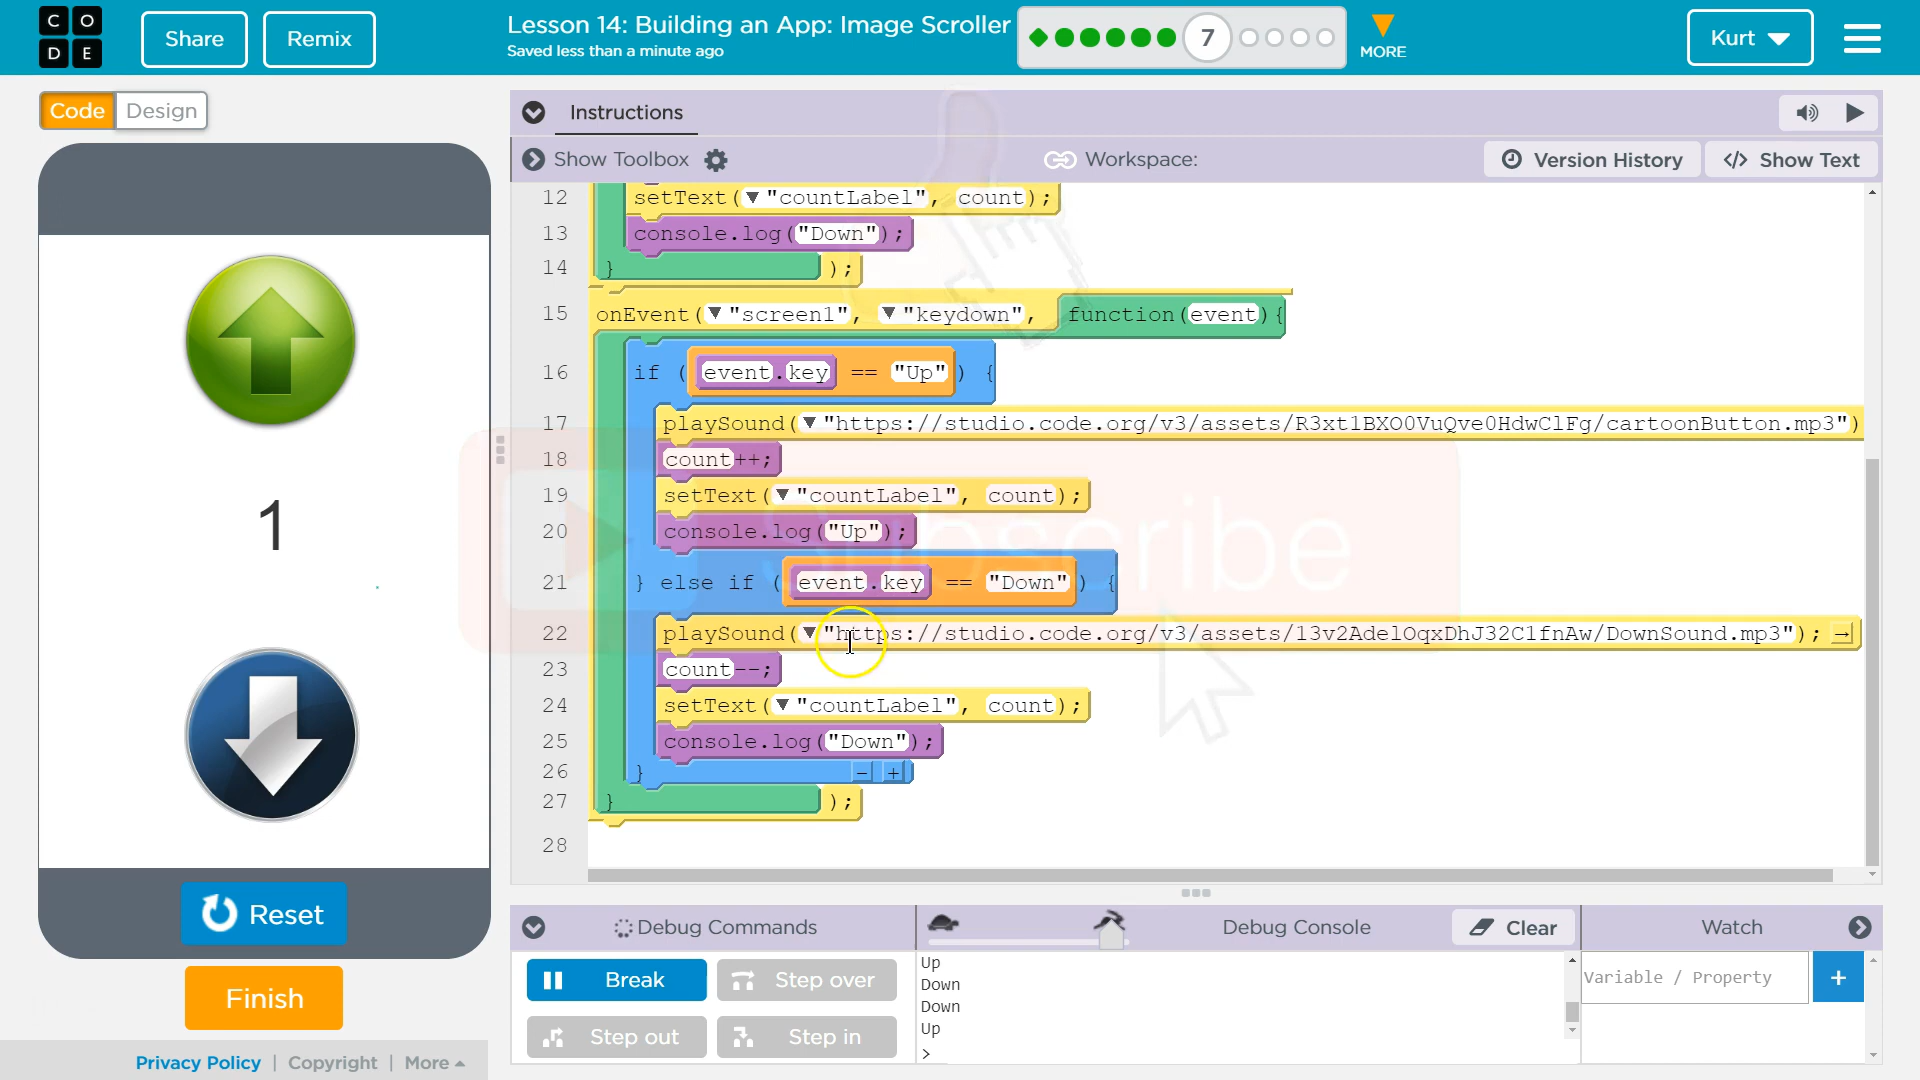 C O
D E
Share
Remix
Lesson 14: Building an App: Image Scroller
Saved less than a minute ago
7
MORE
Kurt
Code
Design
Instructions
Show Toolbox
Workspace:
Version History
</> Show Text
12 setText("countLabel", count);
13 console.log("Down");
14 } );
15 onEvent("screen1", "keydown", function(event){
16 if (event.key == "Up") {
17 playSound("https://studio.code.org/v3/assets/R3xt1BXO0VuQve0HdwClFg/cartoonButton.mp3")
18 count++;
19 setText("countLabel", count);
20 console.log("Up");
21 } else if (event.key == "Down") {
22 playSound("https://studio.code.org/v3/assets/13v2AdelOqxDhJ32C1fnAw/DownSound.mp3");
23 count--;
24 setText("countLabel", count);
25 console.log("Down");
26 } - +
27 } );
28
Subscribe
1
Reset
Finish
Debug Commands
Debug Console
Clear
Watch
Break
Step over
Step out
Step in
Up
Down
Down
Up
>
Variable / Property
+
Privacy Policy | Copyright | More